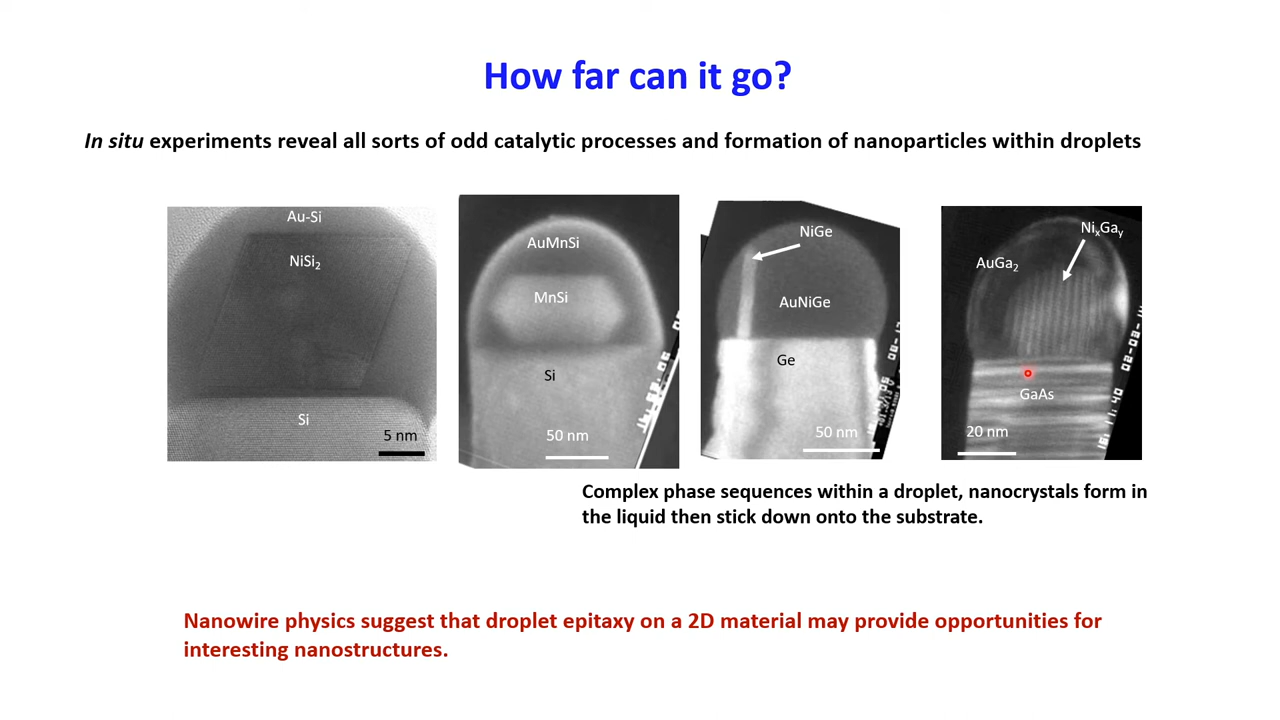 How far can it go?
In situ experiments reveal all sorts of odd catalytic processes and formation of nanoparticles within droplets
Au-Si
NiSi₂
Si
5 nm
AuMnSi
MnSi
Si
50 nm
NiGe
AuNiGe
Ge
50 nm
NiₓGaᵧ
AuGa₂
GaAs
20 nm
Complex phase sequences within a droplet, nanocrystals form in
the liquid then stick down onto the substrate.
Nanowire physics suggest that droplet epitaxy on a 2D material may provide opportunities for
interesting nanostructures.